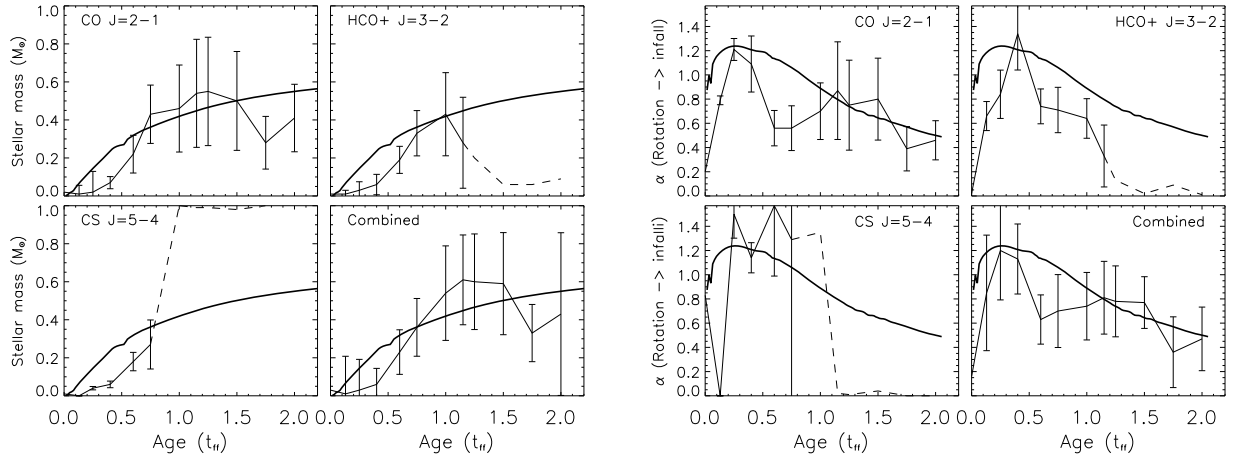 CO J=2-1
HCO+ J=3-2
Stellar mass (M⊙)
1.0
0.8
0.6
0.4
0.2
0.0
CS J=5-4
Combined
Stellar mass (M⊙)
1.0
0.8
0.6
0.4
0.2
0.0
0.0 0.5 1.0 1.5 2.0
0.0 0.5 1.0 1.5 2.0
Age (tff)
Age (tff)
CO J=2-1
HCO+ J=3-2
α (Rotation -> infall)
1.4
1.2
1.0
0.8
0.6
0.4
0.2
0.0
CS J=5-4
Combined
α (Rotation -> infall)
1.4
1.2
1.0
0.8
0.6
0.4
0.2
0.0
0.0 0.5 1.0 1.5 2.0
0.0 0.5 1.0 1.5 2.0
Age (tff)
Age (tff)